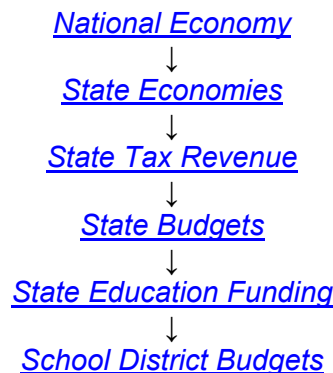 National Economy
↓
State Economies
↓
State Tax Revenue
↓
State Budgets
↓
State Education Funding
↓
School District Budgets